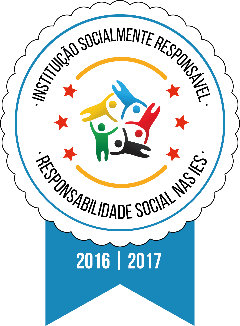 · INSTITUIÇÃO SOCIALMENTE RESPONSÁVEL ·
· RESPONSABILIDADE SOCIAL NAS IES ·
2016 | 2017